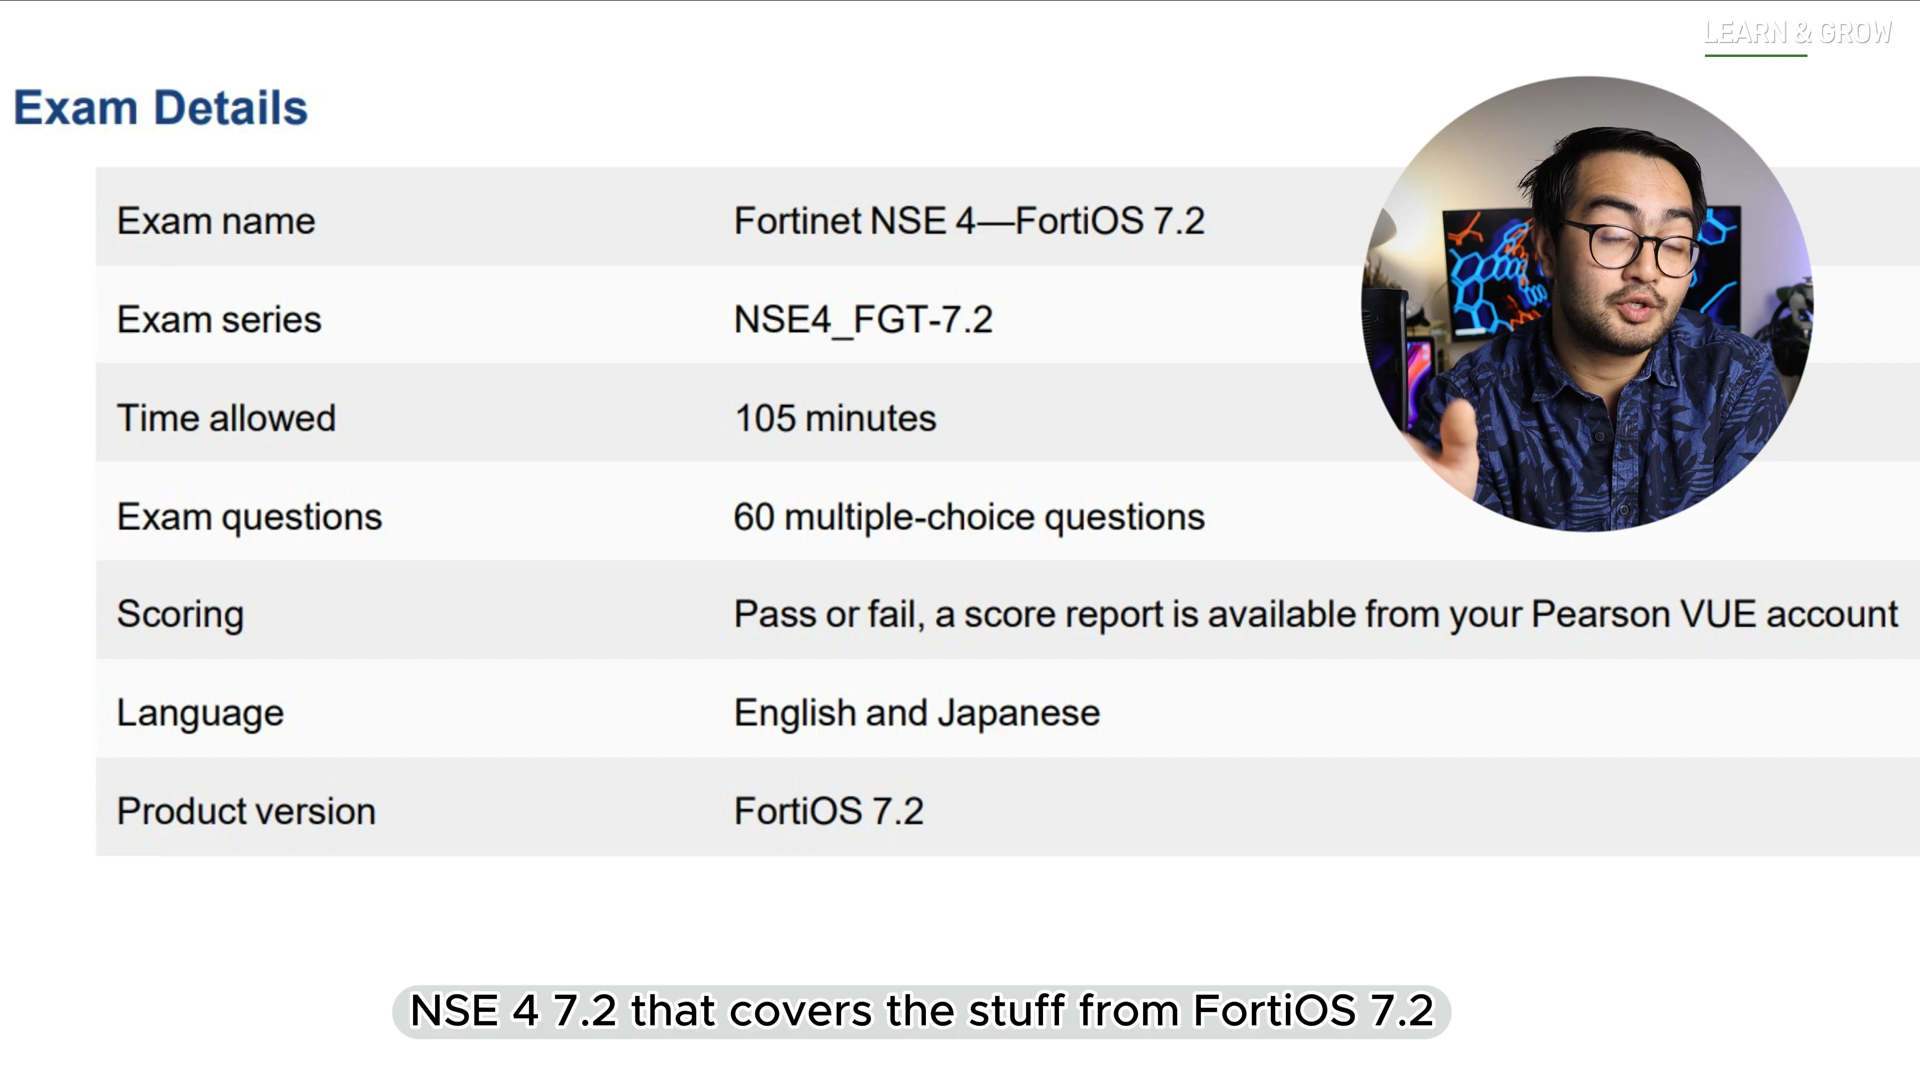 LEARN & GROW
Exam Details
Exam name Fortinet NSE 4—FortiOS 7.2
Exam series NSE4_FGT-7.2
Time allowed 105 minutes
Exam questions 60 multiple-choice questions
Scoring Pass or fail, a score report is available from your Pearson VUE account
Language English and Japanese
Product version FortiOS 7.2
NSE 4 7.2 that covers the stuff from FortiOS 7.2